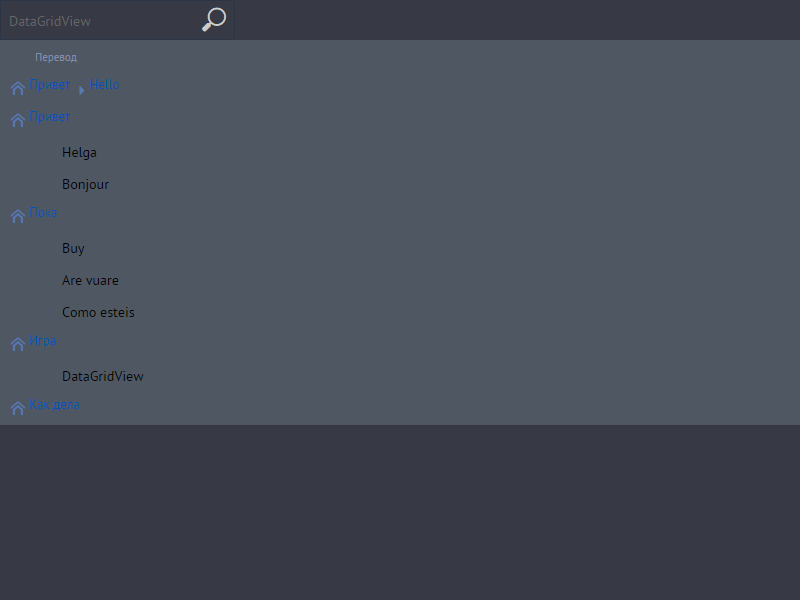 DataGridView
Перевод
Привет Hello
Привет
Helga
Bonjour
Пока
Buy
Are vuare
Como esteis
Игра
DataGridView
Как дела